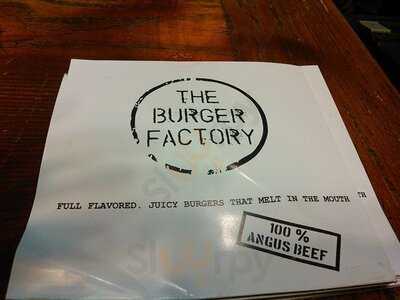 THE
BURGER
FACTORY
FULL FLAVORED. JUICY BURGERS THAT MELT IN THE MOUTH
100 %
ANGUS BEEF